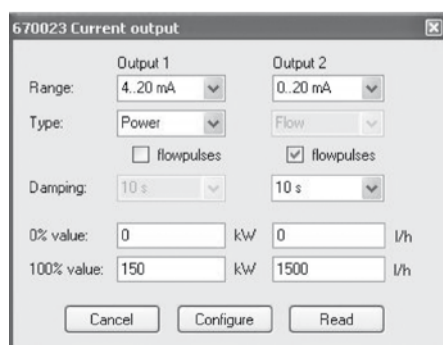 670023 Current output
Output 1 Output 2
Range: 4..20 mA 0..20 mA
Type: Power Flow
flowpulses flowpulses
Damping: 10 s 10 s
0% value: 0 kW 0 l/h
100% value: 150 kW 1500 l/h
Cancel Configure Read